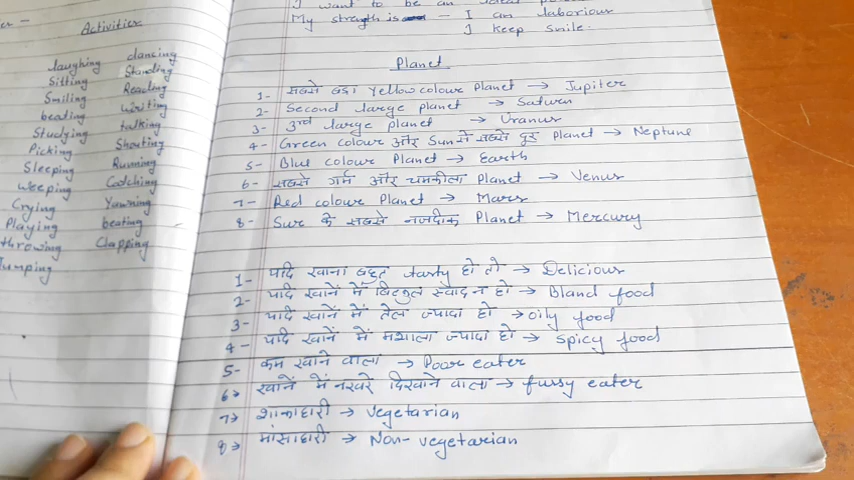 Activities
laughing dancing
Sitting Standing
Smiling Reading
beating writing
Studying talking
Picking Shouting
Sleeping Running
weeping Catching
Crying Yawning
Playing beating
throwing Clapping
Jumping
My strength is - I am laborious
I keep smile.
Planet
1- सबसे बड़ा Yellow colour Planet → Jupiter
2- Second large planet → Saturn
3- 3rd large planet → Uranus
4- Green colour और Sun से सबसे दूर Planet → Neptune
5- Blue colour Planet → Earth
6- सबसे गर्म और चमकीला Planet → Venus
7- Red colour Planet → Mars
8- Sun के सबसे नजदीक Planet → Mercury
1- यदि खाना बहुत tasty हो तो → Delicious
2- यदि खानें में बिल्कुल स्वाद न हो → Bland food
3- यदि खानें में तेल ज्यादा हो → oily food
4- यदि खानें में मसाला ज्यादा हो → Spicy food
5- कम खाने वाला → Poor eater
6→ खानें में नखरें दिखाने वाला → fussy eater
7→ शाकाहारी → Vegetarian
8→ मांसाहारी → Non-vegetarian